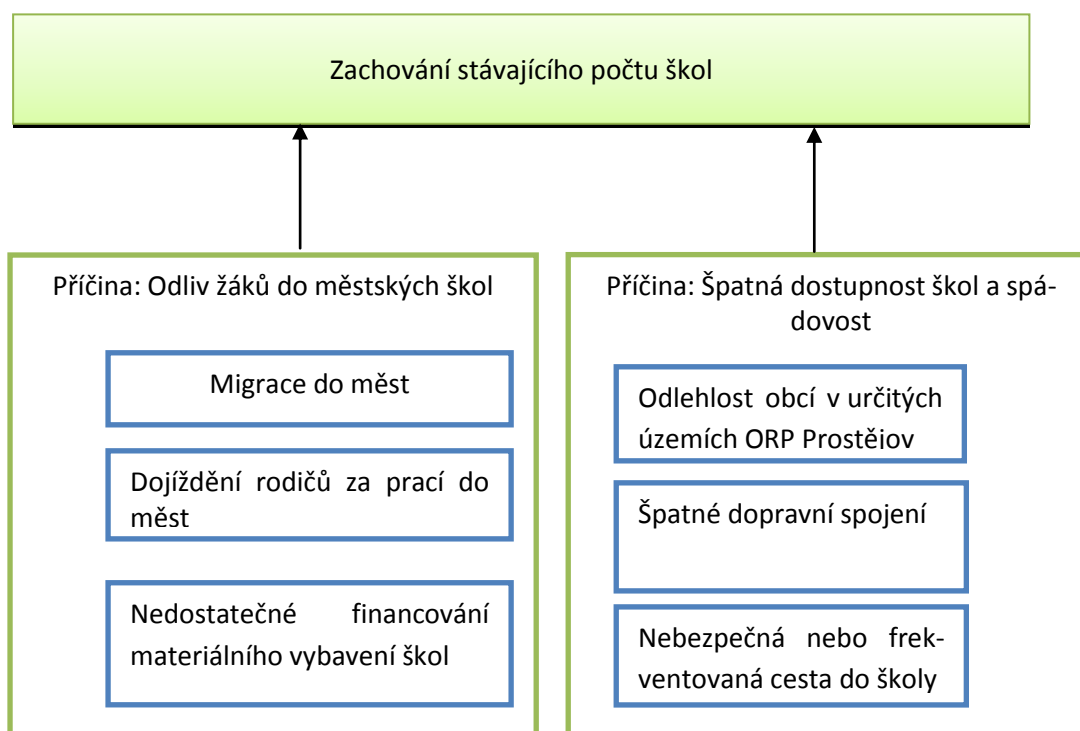 Zachování stávajícího počtu škol
Příčina: Odliv žáků do městských škol
Migrace do měst
Dojíždění rodičů za prací do
měst
Nedostatečné financování
materiálního vybavení škol
Příčina: Špatná dostupnost škol a spá-
dovost
Odlehlost obcí v určitých
územích ORP Prostějov
Špatné dopravní spojení
Nebezpečná nebo frek-
ventovaná cesta do školy